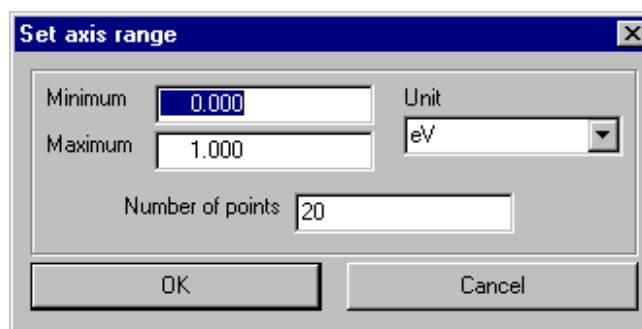 Set axis range
Minimum 0.000 Unit
Maximum 1.000 eV
Number of points 20
OK Cancel